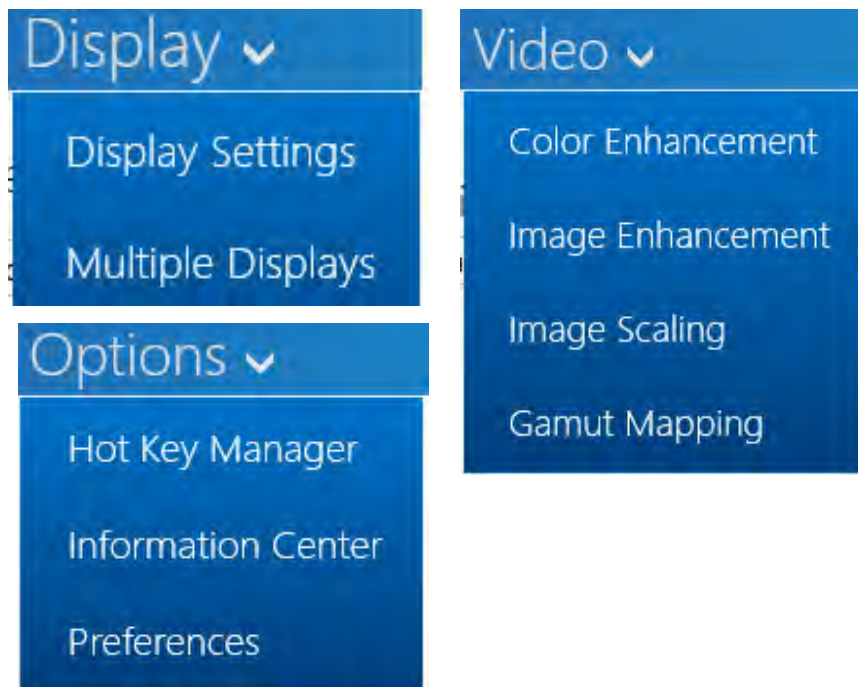 Display
Display Settings
Multiple Displays
Options
Hot Key Manager
Information Center
Preferences
Video
Color Enhancement
Image Enhancement
Image Scaling
Gamut Mapping